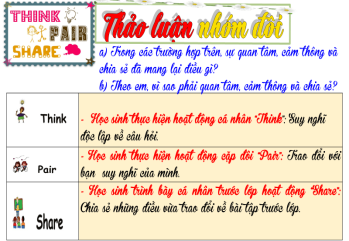 THINK
PAIR
SHARE
Thảo luận nhóm đôi
a) Trong các trường hợp trên, sự quan tâm, cảm thông và
chia sẻ đã mang lại điều gì?
b) Theo em, vì sao phải quan tâm, cảm thông và chia sẻ?
Think
- Học sinh thực hiện hoạt động cá nhân "Think": Suy nghĩ
độc lập về câu hỏi.
Pair
- Học sinh thực hiện hoạt động cặp đôi "Pair": Trao đổi với
bạn suy nghĩ của mình.
Share
- Học sinh trình bày cá nhân trước lớp hoạt động "Share":
Chia sẻ những điều vừa trao đổi về bài tập trước lớp.